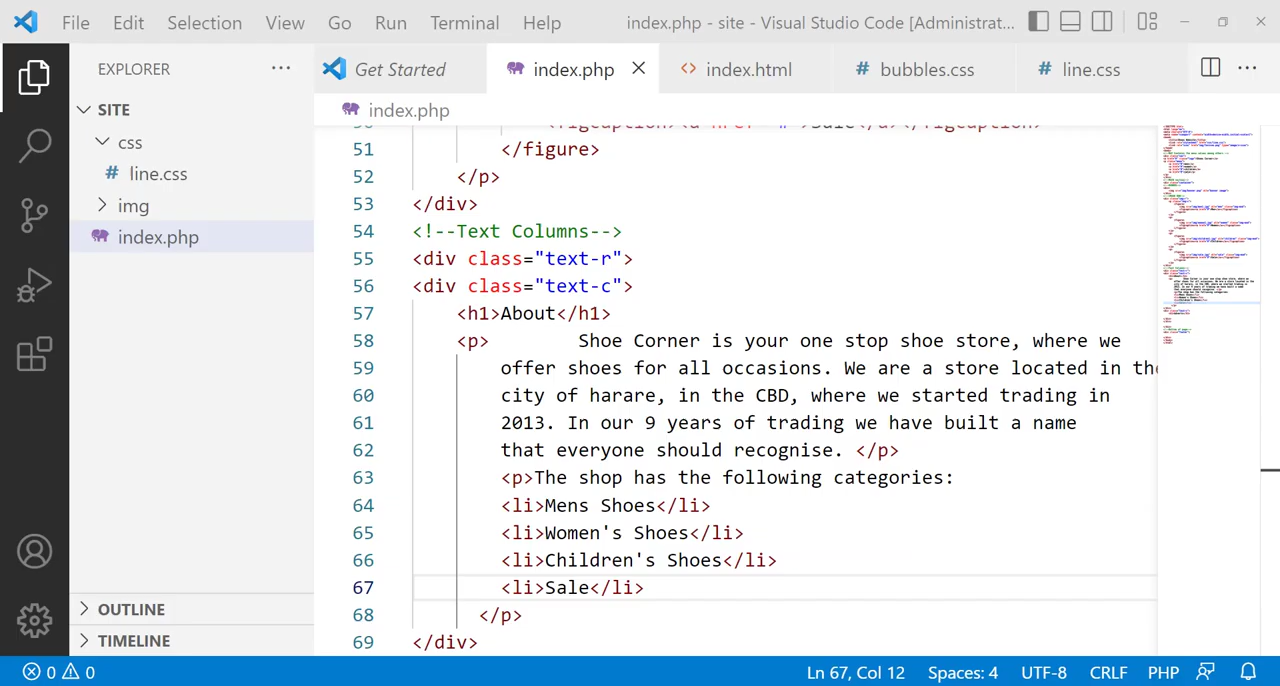 File Edit Selection View Go Run Terminal Help index.php - site - Visual Studio Code [Administrat...
EXPLORER ...
Get Started index.php index.html bubbles.css line.css ...
SITE
css
line.css
img
index.php
OUTLINE
TIMELINE
index.php
51 </figure>
52 </p>
53 </div>
54 <!--Text Columns-->
55 <div class="text-r">
56 <div class="text-c">
57 <h1>About</h1>
58 <p> Shoe Corner is your one stop shoe store, where we
59 offer shoes for all occasions. We are a store located in the
60 city of harare, in the CBD, where we started trading in
61 2013. In our 9 years of trading we have built a name
62 that everyone should recognise. </p>
63 <p>The shop has the following categories:
64 <li>Mens Shoes</li>
65 <li>Women's Shoes</li>
66 <li>Children's Shoes</li>
67 <li>Sale</li>
68 </p>
69 </div>
0 0 Ln 67, Col 12 Spaces: 4 UTF-8 CRLF PHP